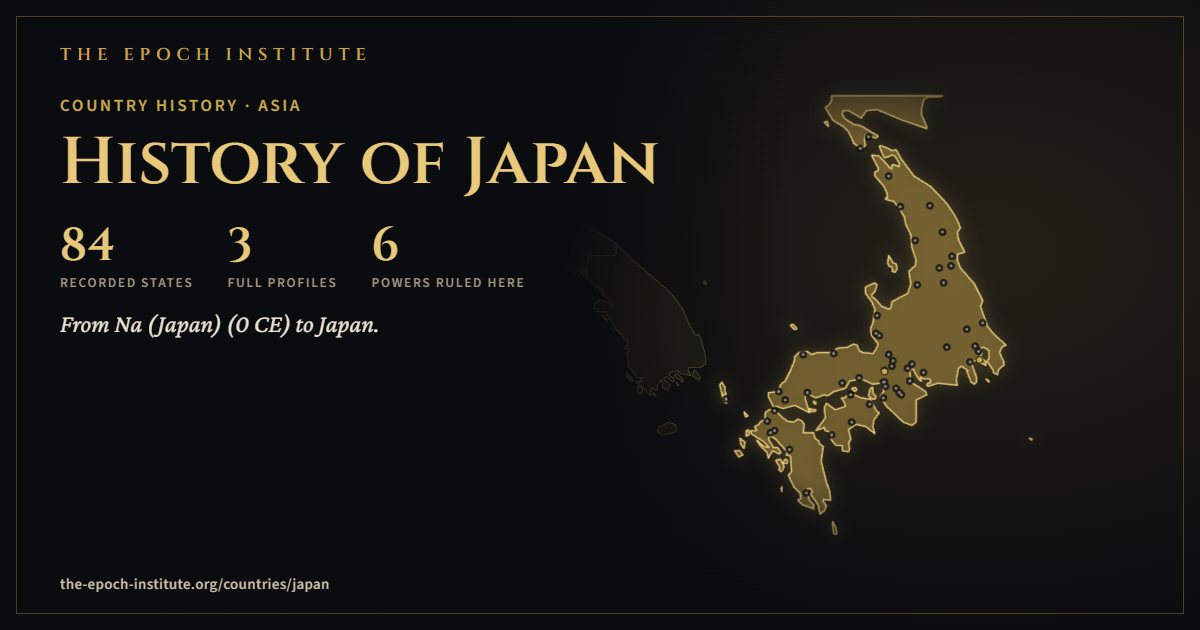 THE EPOCH INSTITUTE
COUNTRY HISTORY · ASIA
History of Japan
84 3 6
RECORDED STATES FULL PROFILES POWERS RULED HERE
From Na (Japan) (0 CE) to Japan.
the-epoch-institute.org/countries/japan